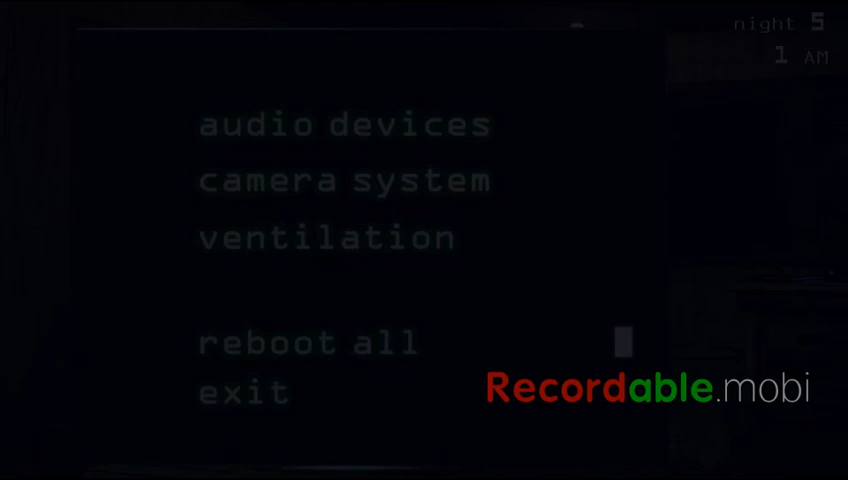 night 5
1 AM
audio devices
camera system
ventilation
reboot all
exit
Recordable.mobi